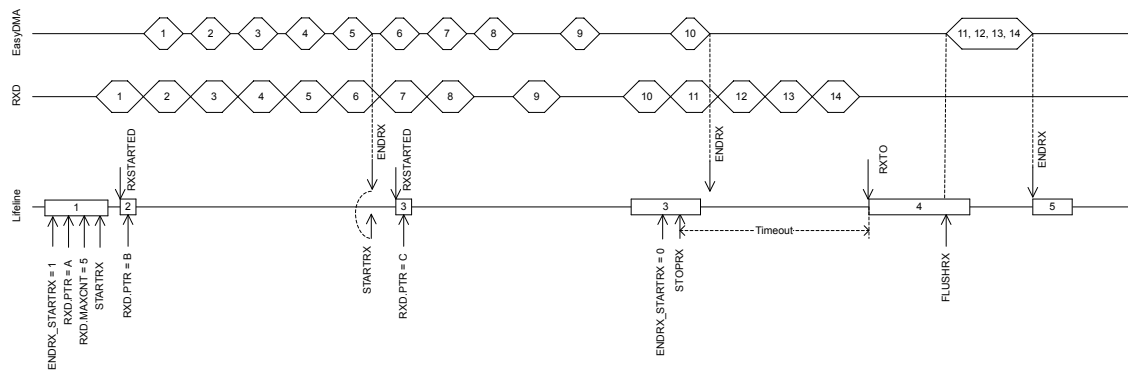 EasyDMA
1
2
3
4
5
6
7
8
9
10
11, 12, 13, 14
RXD
1
2
3
4
5
6
7
8
9
10
11
12
13
14
RXSTARTED
ENDRX
RXSTARTED
ENDRX
RXTO
ENDRX
Lifeline
1
2
3
3
4
5
Timeout
ENDRX_STARTRX = 1
RXD.PTR = A
RXD.MAXCNT = 5
STARTRX
RXD.PTR = B
STARTRX
RXD.PTR = C
ENDRX_STARTRX = 0
STOPRX
FLUSHRX